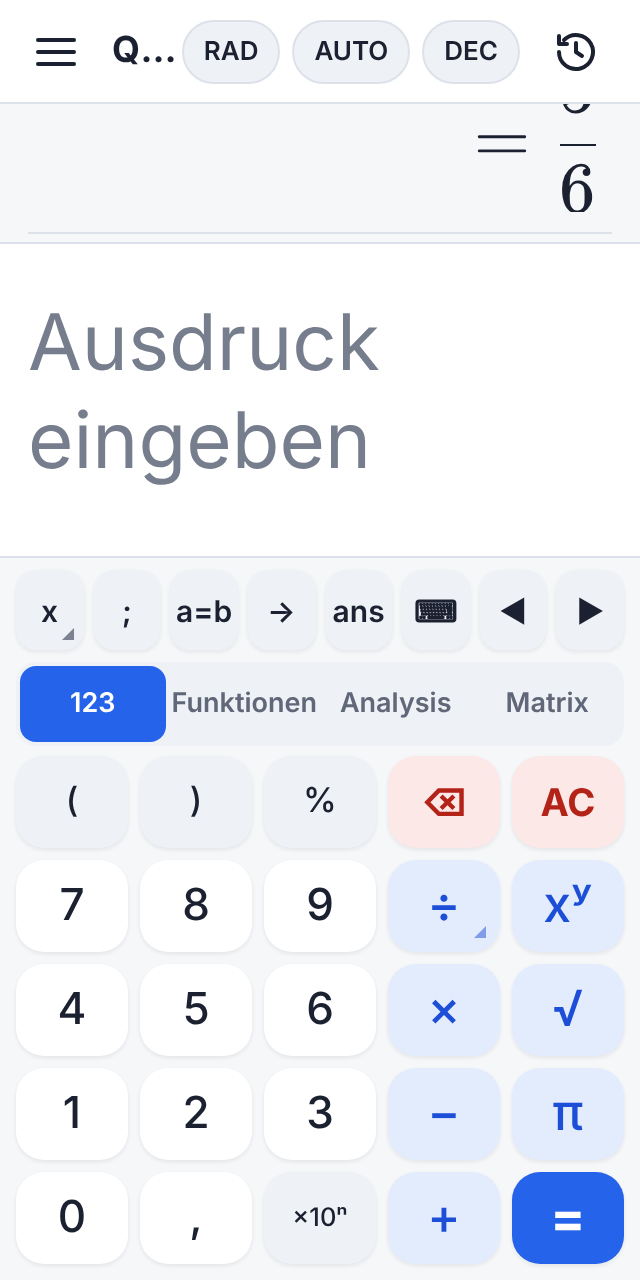 Q... RAD AUTO DEC
=
6
Ausdruck
eingeben
x ; a=b → ans ⌨ ◀ ▶
123 Funktionen Analysis Matrix
( ) % ⌫ AC
7 8 9 ÷ xʸ
4 5 6 × √
1 2 3 − π
0 , ×10ⁿ + =